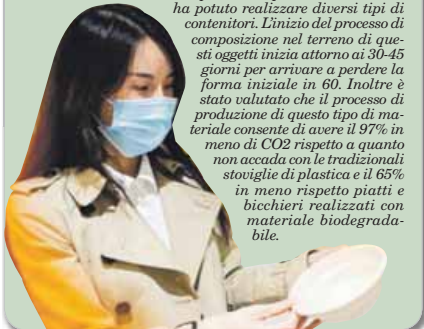 ha potuto realizzare diversi tipi di
contenitori. L'inizio del processo di
composizione nel terreno di que-
sti oggetti inizia attorno ai 30-45
giorni per arrivare a perdere la
forma iniziale in 60. Inoltre è
stato valutato che il processo di
produzione di questo tipo di ma-
teriale consente di avere il 97% in
meno di CO2 rispetto a quanto
non accada con le tradizionali
stoviglie di plastica e il 65%
in meno rispetto piatti e
bicchieri realizzati con
materiale biodegrada-
bile.